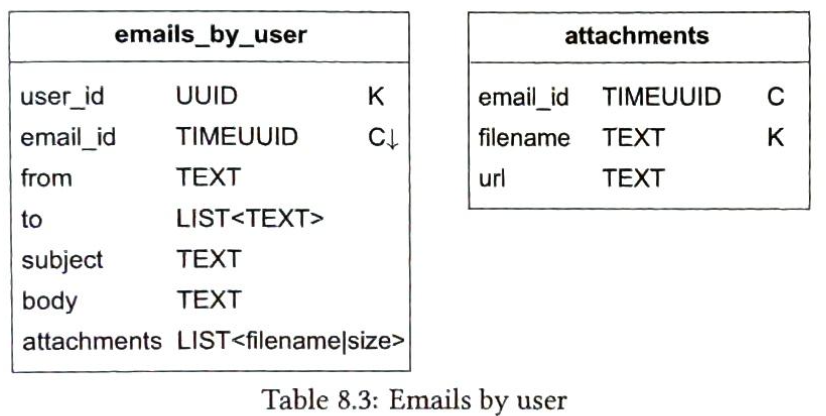 emails_by_user
user_id UUID K
email_id TIMEUUID C↓
from TEXT
to LIST<TEXT>
subject TEXT
body TEXT
attachments LIST<filename|size>
attachments
email_id TIMEUUID C
filename TEXT K
url TEXT
Table 8.3: Emails by user